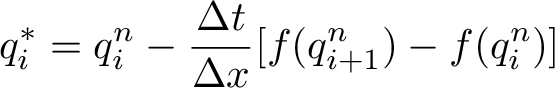 $q_i^* = q_i^n - \frac{\Delta t}{\Delta x}[f(q_{i+1}^n) - f(q_i^n)]$